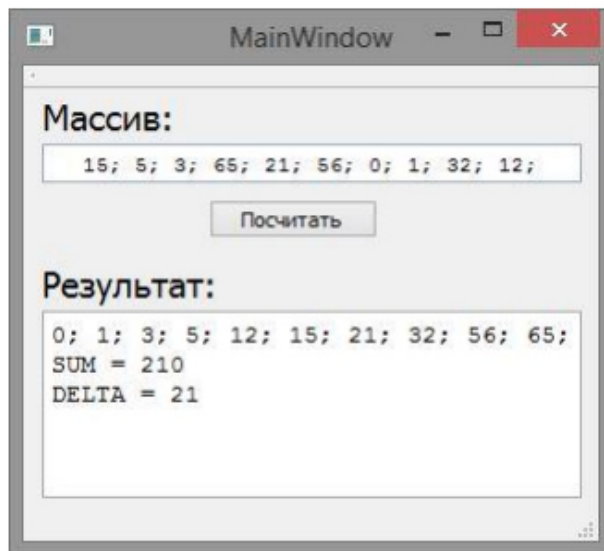 MainWindow
Массив:
15; 5; 3; 65; 21; 56; 0; 1; 32; 12;
Посчитать
Результат:
0; 1; 3; 5; 12; 15; 21; 32; 56; 65;
SUM = 210
DELTA = 21